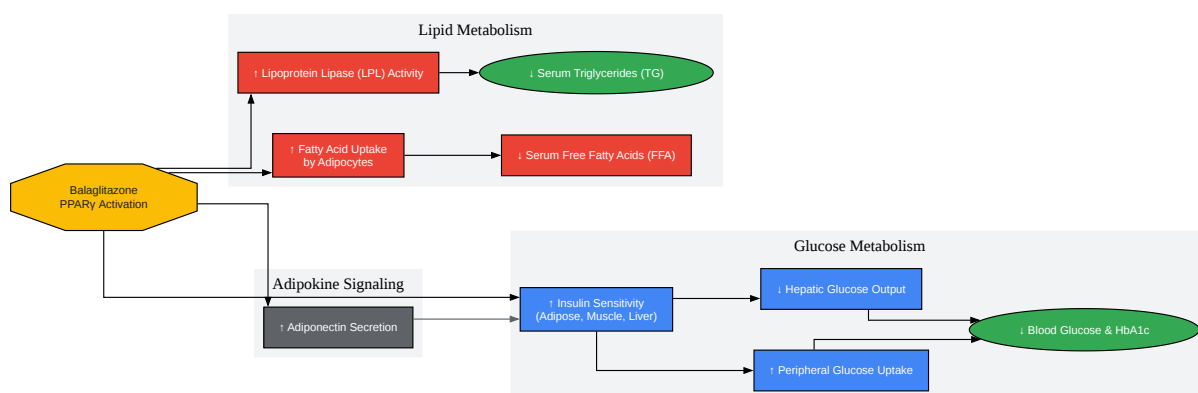 Lipid Metabolism
↑ Lipoprotein Lipase (LPL) Activity
↓ Serum Triglycerides (TG)
↑ Fatty Acid Uptake
by Adipocytes
↓ Serum Free Fatty Acids (FFA)
Balaglitazone
PPARγ Activation
Adipokine Signaling
↑ Adiponectin Secretion
Glucose Metabolism
↑ Insulin Sensitivity
(Adipose, Muscle, Liver)
↓ Hepatic Glucose Output
↑ Peripheral Glucose Uptake
↓ Blood Glucose & HbA1c